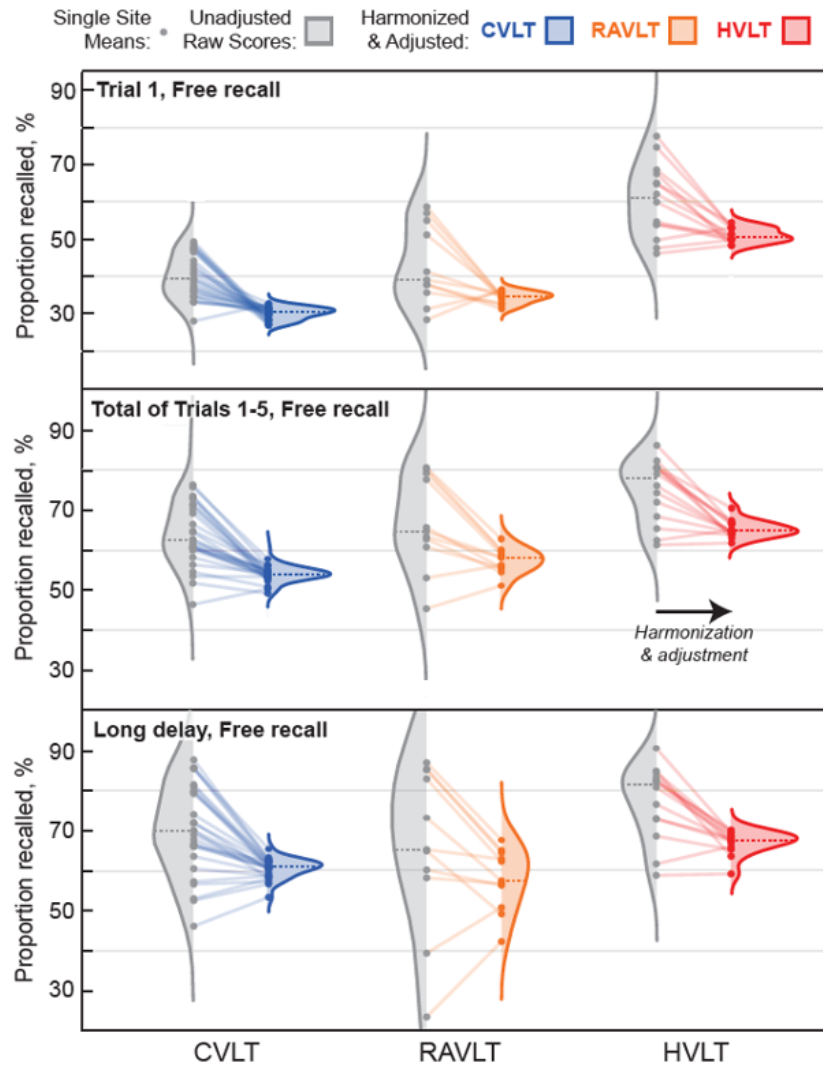 Single Site Means:
Unadjusted Raw Scores:
Harmonized & Adjusted:
CVLT
RAVLT
HVLT
Trial 1, Free recall
Proportion recalled, %
90
70
50
30
Total of Trials 1-5, Free recall
Proportion recalled, %
90
70
50
30
Harmonization
& adjustment
Long delay, Free recall
Proportion recalled, %
90
70
50
30
CVLT
RAVLT
HVLT